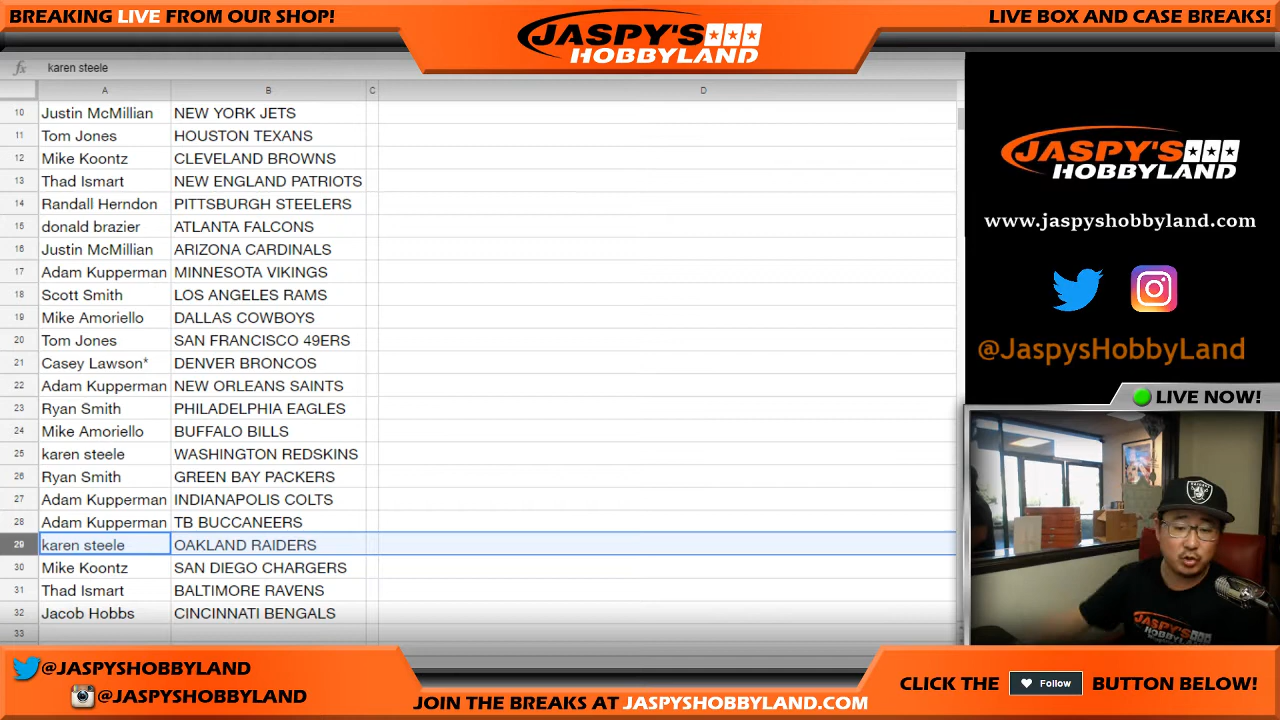 BREAKING LIVE FROM OUR SHOP!
JASPY'S
HOBBYLAND
LIVE BOX AND CASE BREAKS!
fx karen steele
A B C D
10 Justin McMillian NEW YORK JETS
11 Tom Jones HOUSTON TEXANS
12 Mike Koontz CLEVELAND BROWNS
13 Thad Ismart NEW ENGLAND PATRIOTS
14 Randall Herndon PITTSBURGH STEELERS
15 donald brazier ATLANTA FALCONS
16 Justin McMillian ARIZONA CARDINALS
17 Adam Kupperman MINNESOTA VIKINGS
18 Scott Smith LOS ANGELES RAMS
19 Mike Amoriello DALLAS COWBOYS
20 Tom Jones SAN FRANCISCO 49ERS
21 Casey Lawson* DENVER BRONCOS
22 Adam Kupperman NEW ORLEANS SAINTS
23 Ryan Smith PHILADELPHIA EAGLES
24 Mike Amoriello BUFFALO BILLS
25 karen steele WASHINGTON REDSKINS
26 Ryan Smith GREEN BAY PACKERS
27 Adam Kupperman INDIANAPOLIS COLTS
28 Adam Kupperman TB BUCCANEERS
29 karen steele OAKLAND RAIDERS
30 Mike Koontz SAN DIEGO CHARGERS
31 Thad Ismart BALTIMORE RAVENS
32 Jacob Hobbs CINCINNATI BENGALS
33
JASPY'S
HOBBYLAND
www.jaspyshobbyland.com
@JaspysHobbyLand
LIVE NOW!
RAIDERS
JASPY'S
HOBBYLAND
@JASPYSHOBBYLAND
@JASPYSHOBBYLAND
JOIN THE BREAKS AT JASPYSHOBBYLAND.COM
CLICK THE Follow BUTTON BELOW!